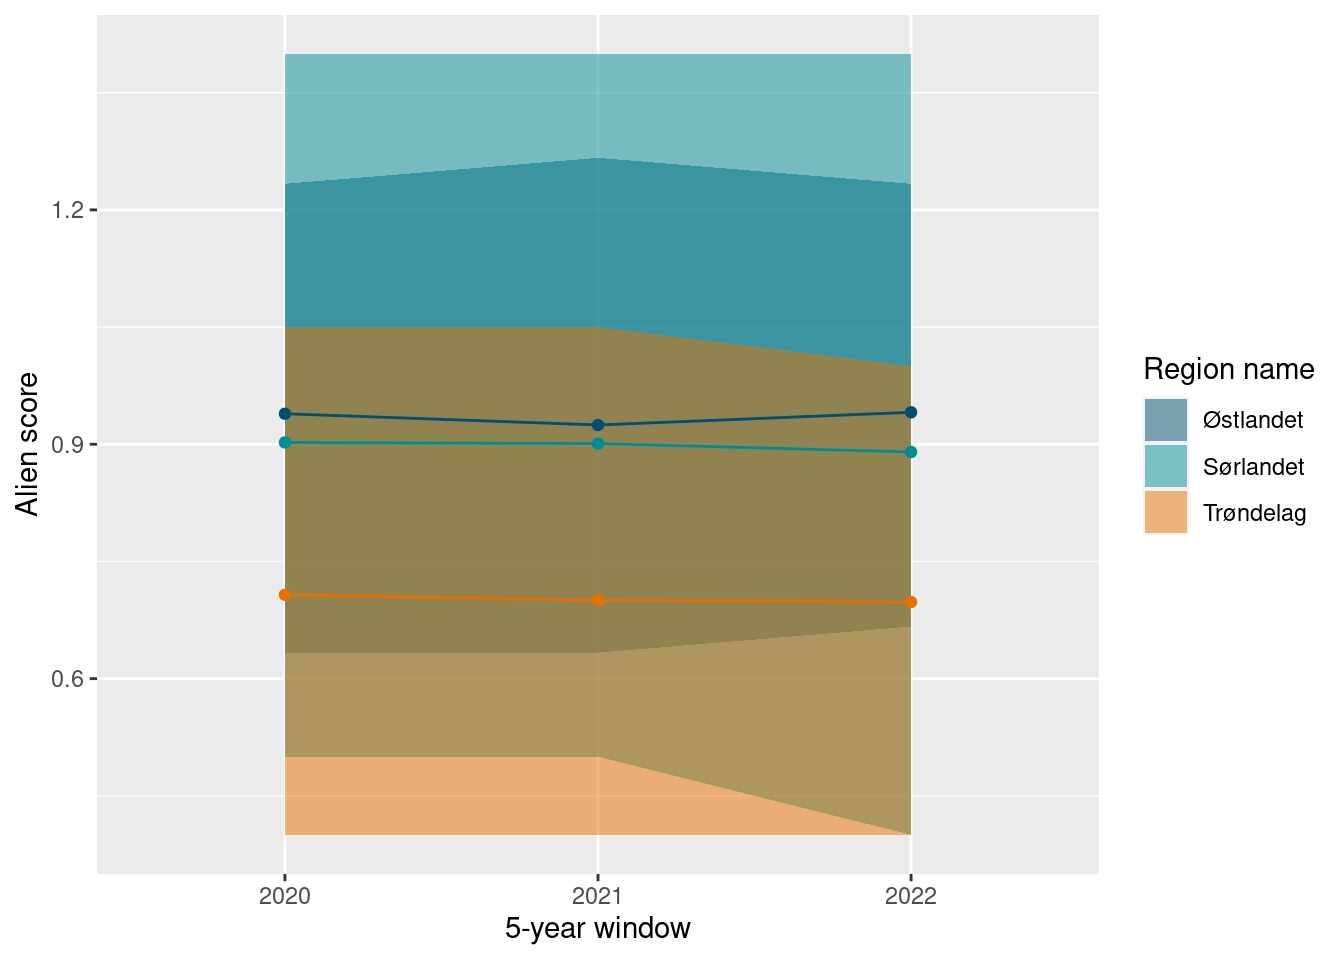 Alien score
1.2
0.9
0.6
2020 2021 2022
5-year window
Region name
Østlandet
Sørlandet
Trøndelag